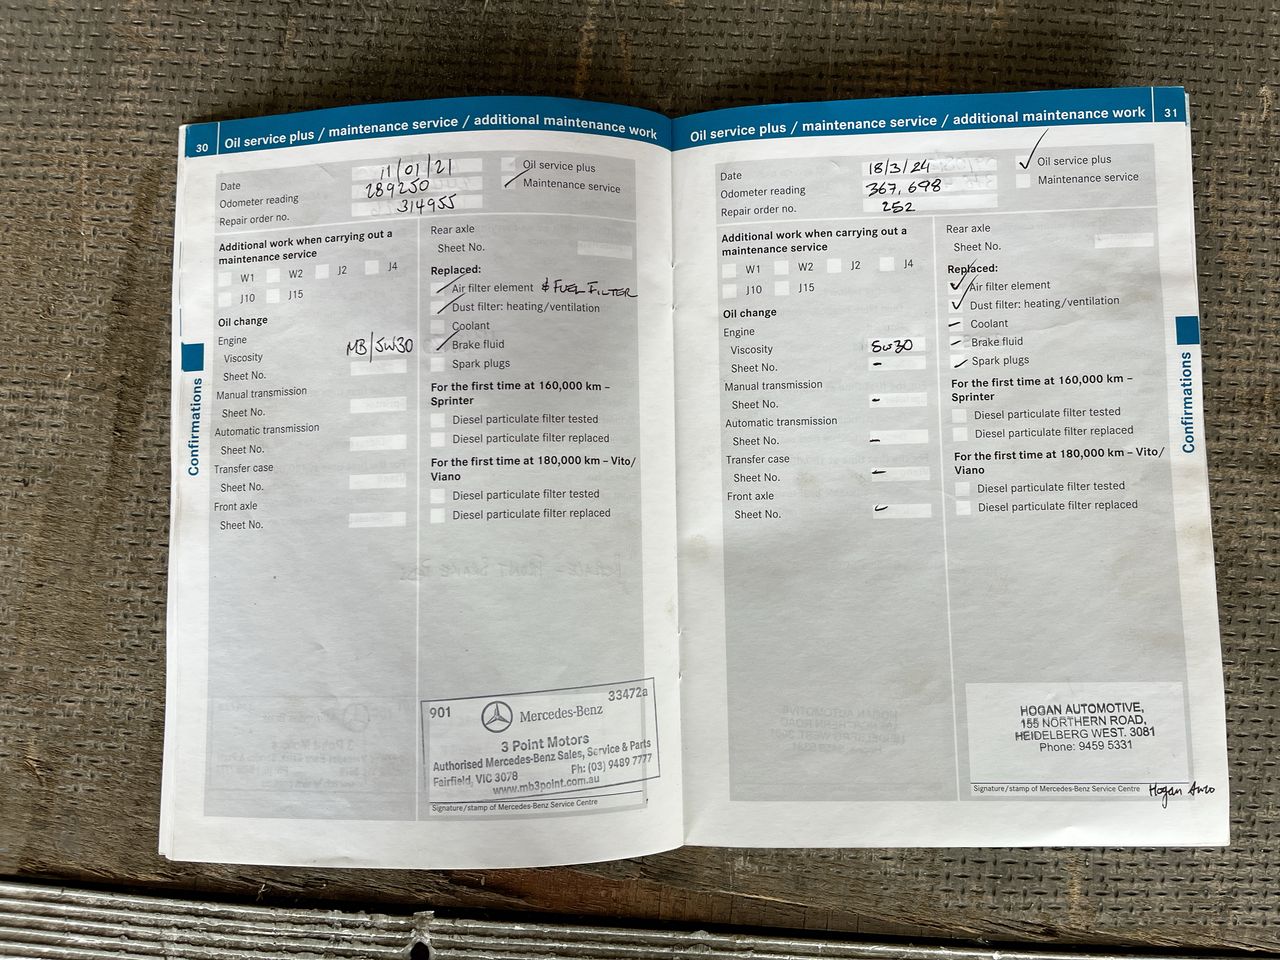 30 Oil service plus / maintenance service / additional maintenance work
Date 11/01/21
Odometer reading 289250
Repair order no. 314955
Oil service plus
Maintenance service
Additional work when carrying out a
maintenance service
W1 W2 J2 J4
J10 J15
Oil change
Engine
Viscosity MB/5W30
Sheet No.
Manual transmission
Sheet No.
Automatic transmission
Sheet No.
Transfer case
Sheet No.
Front axle
Sheet No.
Rear axle
Sheet No.
Replaced:
Air filter element & FUEL FILTER
Dust filter: heating/ventilation
Coolant
Brake fluid
Spark plugs
For the first time at 160,000 km –
Sprinter
Diesel particulate filter tested
Diesel particulate filter replaced
For the first time at 180,000 km – Vito/
Viano
Diesel particulate filter tested
Diesel particulate filter replaced
901 33472a
Mercedes-Benz
3 Point Motors
Authorised Mercedes-Benz Sales, Service & Parts
Fairfield, VIC 3078 Ph: (03) 9489 7777
www.mb3point.com.au
Signature/stamp of Mercedes-Benz Service Centre
Confirmations
Oil service plus / maintenance service / additional maintenance work 31
Date 18/3/24
Odometer reading 367,698
Repair order no. 252
Oil service plus
Maintenance service
Additional work when carrying out a
maintenance service
W1 W2 J2 J4
J10 J15
Oil change
Engine
Viscosity 5W30
Sheet No. -
Manual transmission
Sheet No. -
Automatic transmission
Sheet No. -
Transfer case
Sheet No. -
Front axle
Sheet No. -
Rear axle
Sheet No.
Replaced:
Air filter element
Dust filter: heating/ventilation
Coolant
Brake fluid
Spark plugs
For the first time at 160,000 km –
Sprinter
Diesel particulate filter tested
Diesel particulate filter replaced
For the first time at 180,000 km – Vito/
Viano
Diesel particulate filter tested
Diesel particulate filter replaced
HOGAN AUTOMOTIVE,
155 NORTHERN ROAD,
HEIDELBERG WEST. 3081
Phone: 9459 5331
Signature/stamp of Mercedes-Benz Service Centre Hogan Auto
Confirmations